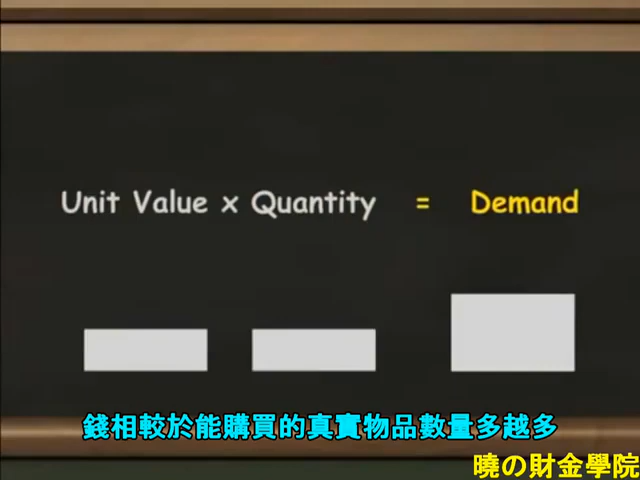 Unit Value x Quantity = Demand
錢相較於能購買的真實物品數量多越多
曉の財金學院